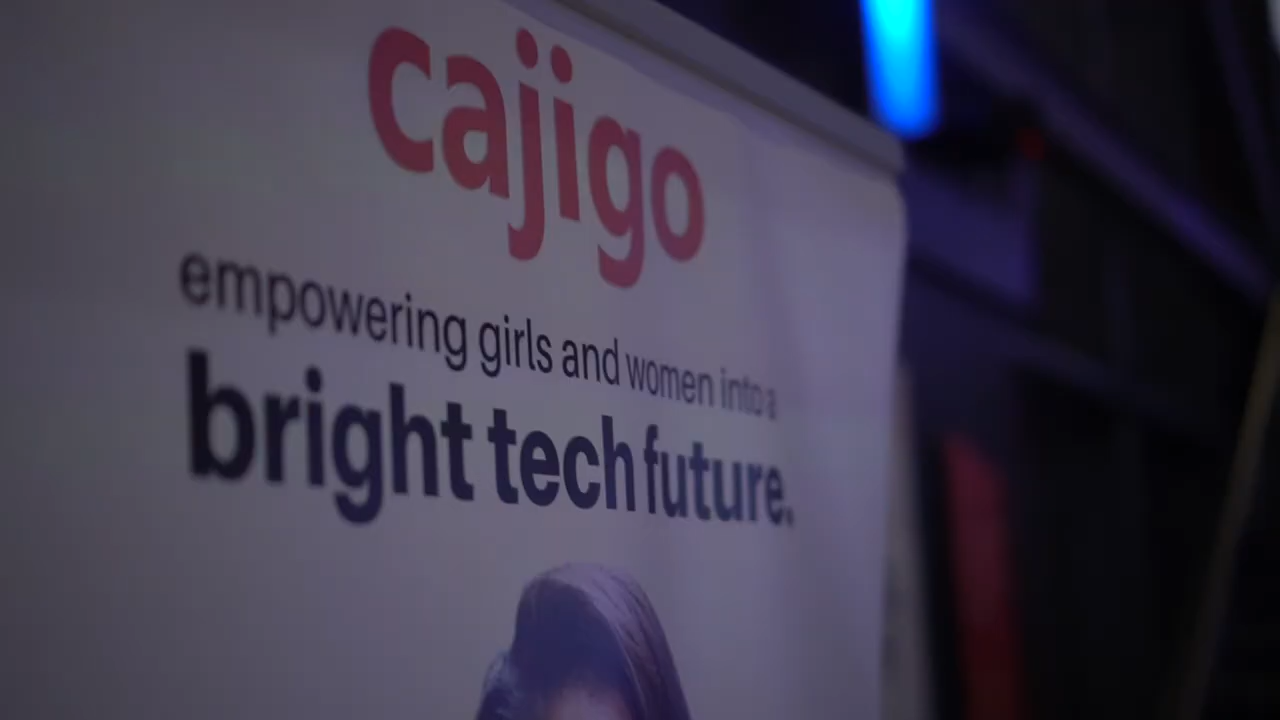 cajigo
empowering girls and women into a
bright tech future.